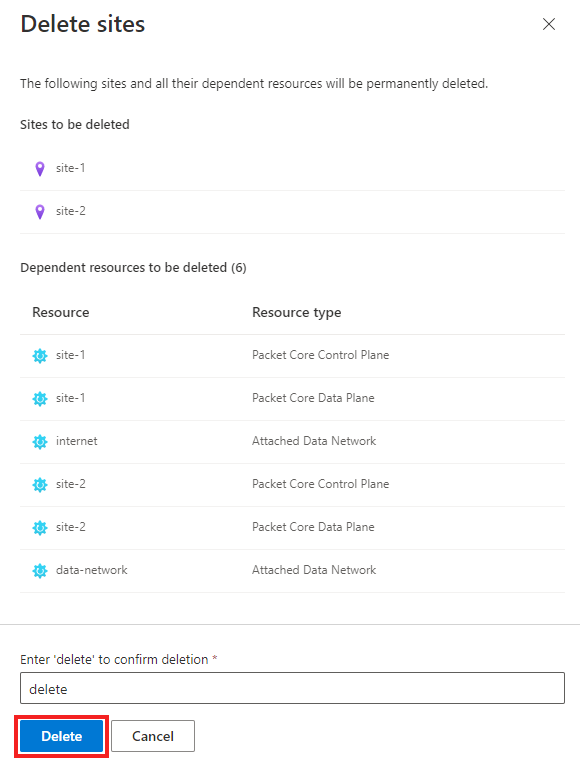 Delete sites
The following sites and all their dependent resources will be permanently deleted.
Sites to be deleted
site-1
site-2
Dependent resources to be deleted (6)
Resource Resource type
site-1 Packet Core Control Plane
site-1 Packet Core Data Plane
internet Attached Data Network
site-2 Packet Core Control Plane
site-2 Packet Core Data Plane
data-network Attached Data Network
Enter 'delete' to confirm deletion *
delete
Delete Cancel